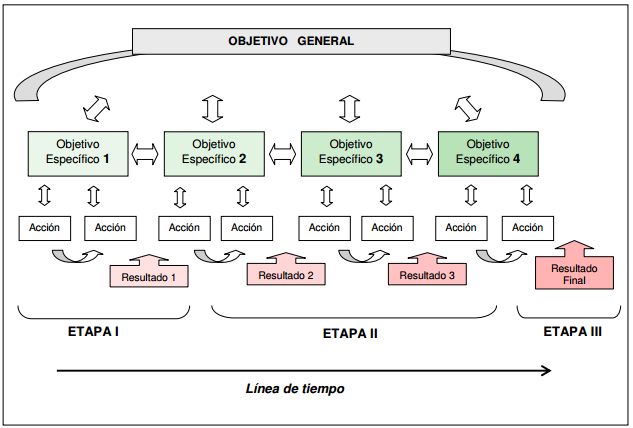 OBJETIVO GENERAL
Objetivo
Específico 1
Objetivo
Específico 2
Objetivo
Específico 3
Objetivo
Específico 4
Acción
Acción
Acción
Acción
Acción
Acción
Acción
Acción
Resultado 1
Resultado 2
Resultado 3
Resultado
Final
ETAPA I
ETAPA II
ETAPA III
Línea de tiempo